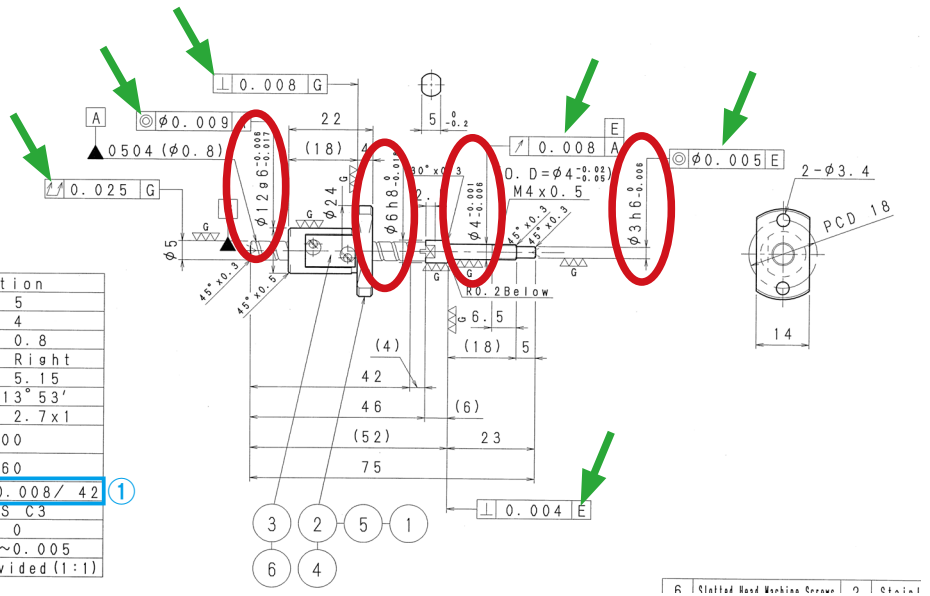 ⊥ 0.008 G
◎ φ0.009
A
22
5 0 -0.2
E
(18)
4
↗ 0.008 A
◎ φ0.005 E
0504(φ0.8)
0.025 G
30°x0.3
O.D=φ4 -0.02 -0.05
M4x0.5
2-φ3.4
PCD 18
φ12g6 -0.006 -0.017
φ24
φ6h8 0 -0.018
2.
φ4 -0.001 -0.006
φ3h6 0 -0.006
G
G
G
φ5
45°x0.3
45°x0.3
45°x0.3
45°x0.5
G
G
G
R0.2Below
G
6.5
14
(4)
(18)
5
42
46
(6)
(52)
23
75
⊥ 0.004 E
3
2
5
1
6
4
tion
5
4
0.8
Right
5.15
13°53'
2.7x1
00
60
0.008/ 42
①
S C3
0
~0.005
vided(1:1)
6 Slotted Head Machine Screws 2